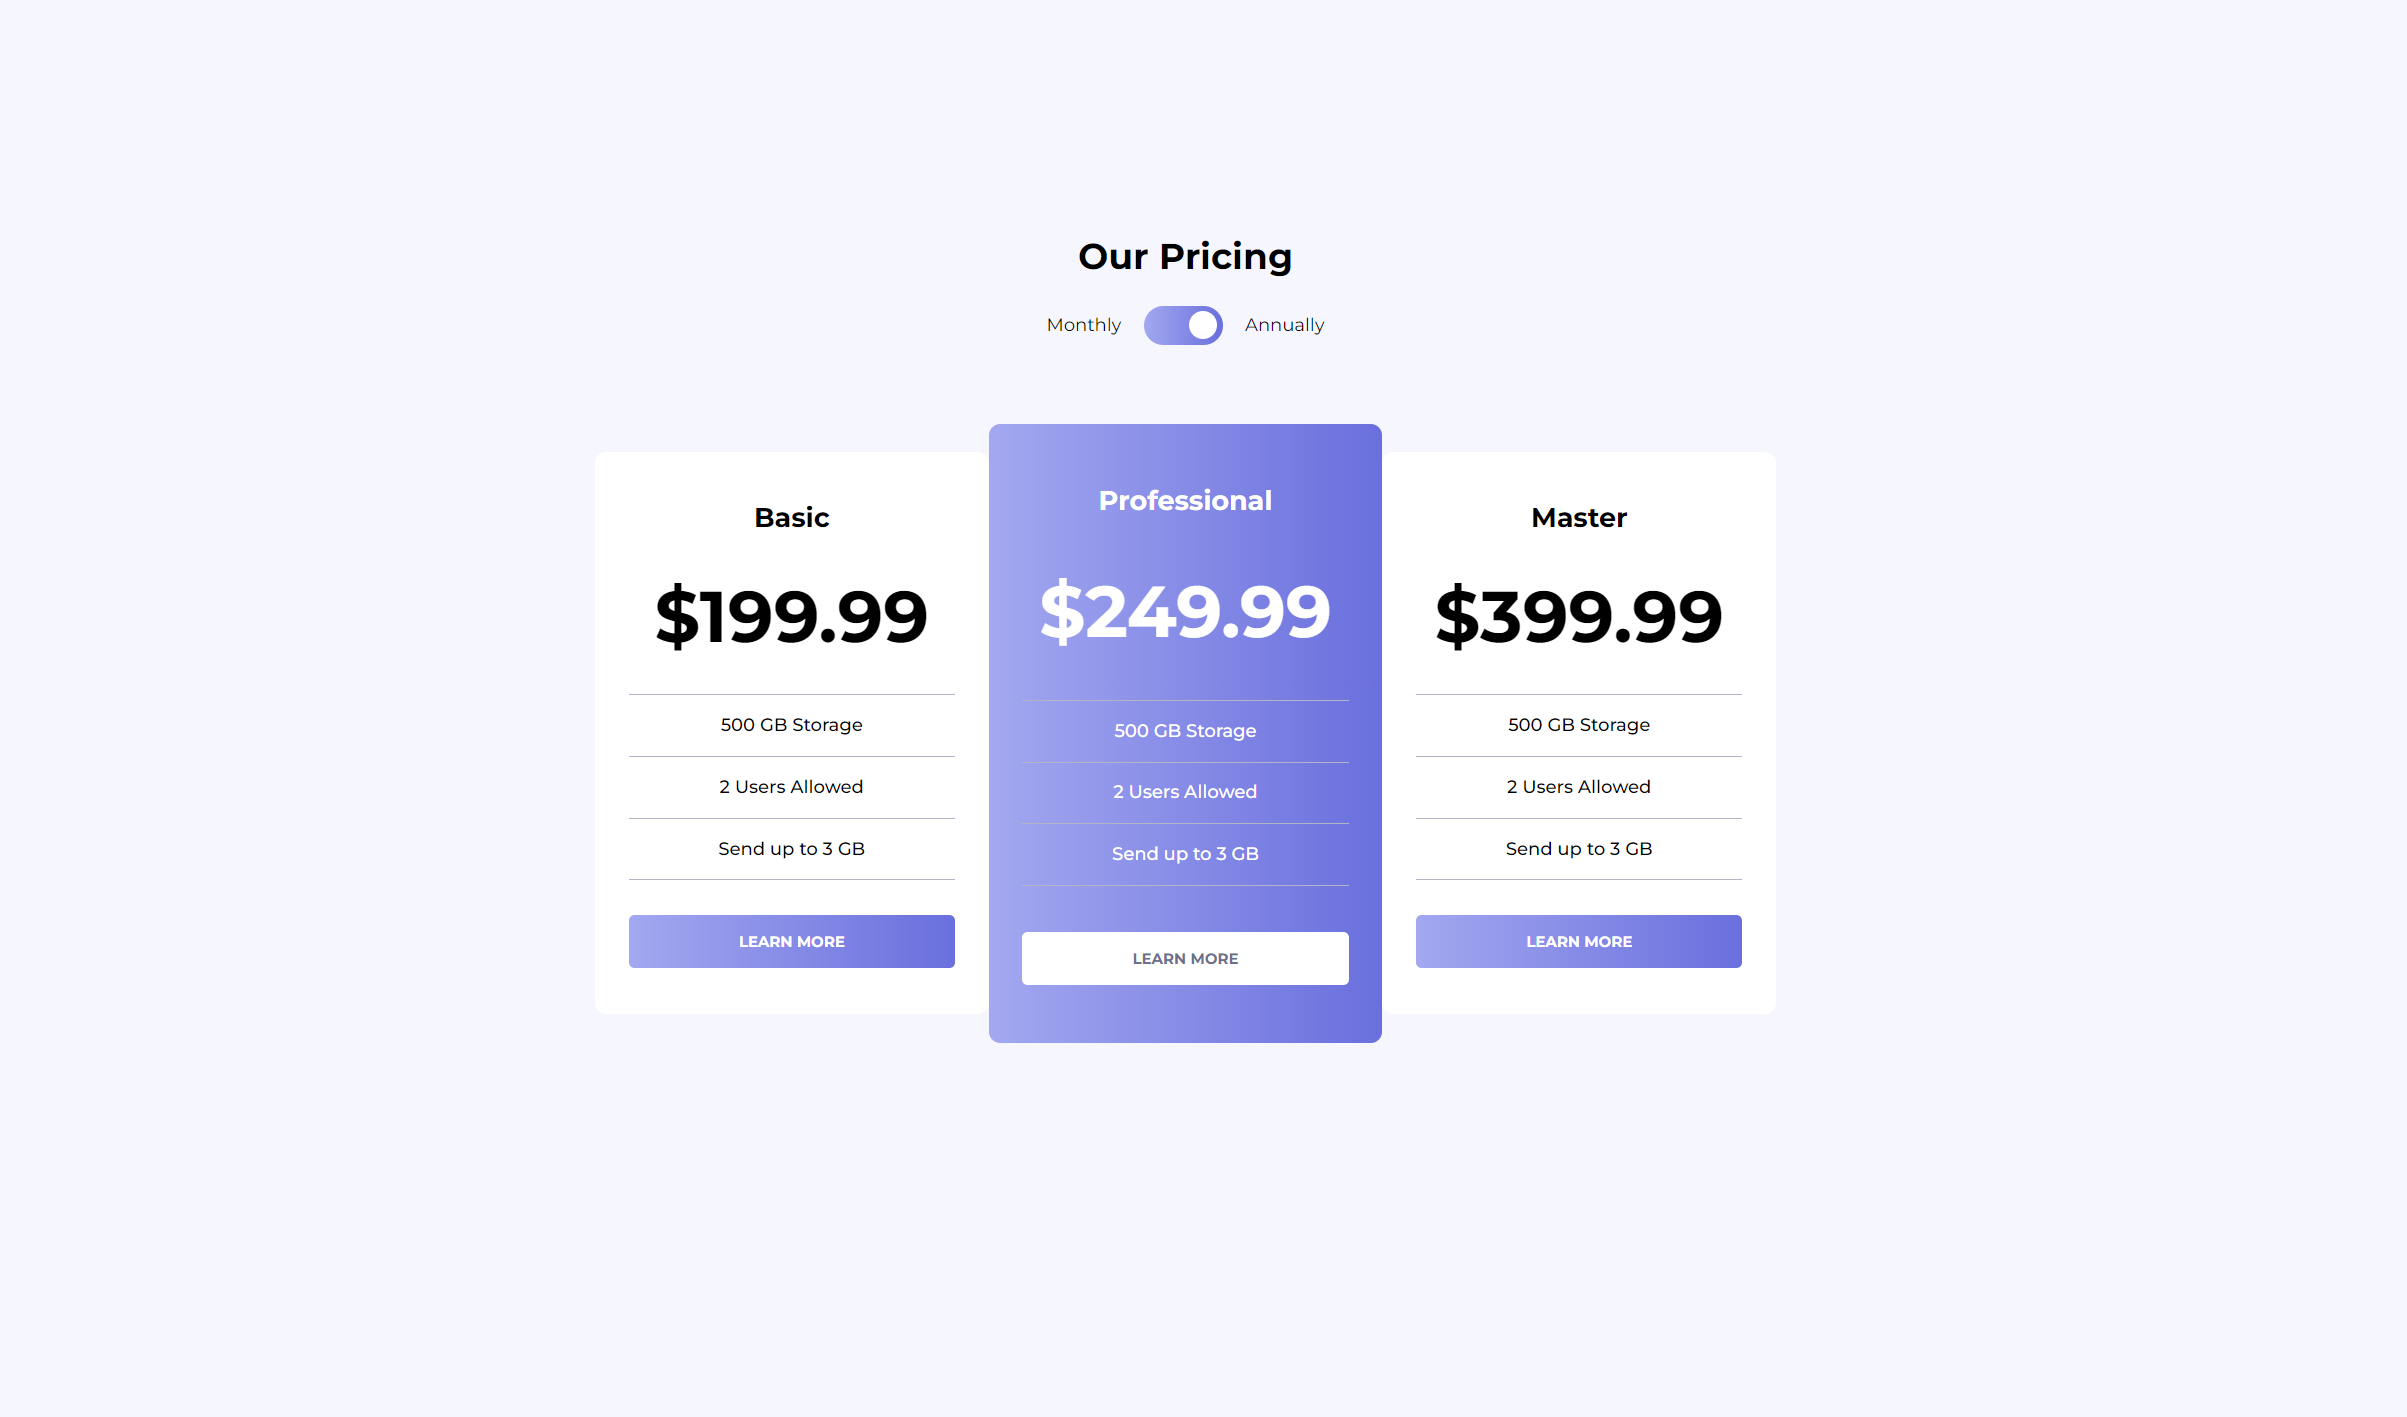 Our Pricing
Monthly Annually
Basic
$199.99
500 GB Storage
2 Users Allowed
Send up to 3 GB
LEARN MORE
Professional
$249.99
500 GB Storage
2 Users Allowed
Send up to 3 GB
LEARN MORE
Master
$399.99
500 GB Storage
2 Users Allowed
Send up to 3 GB
LEARN MORE